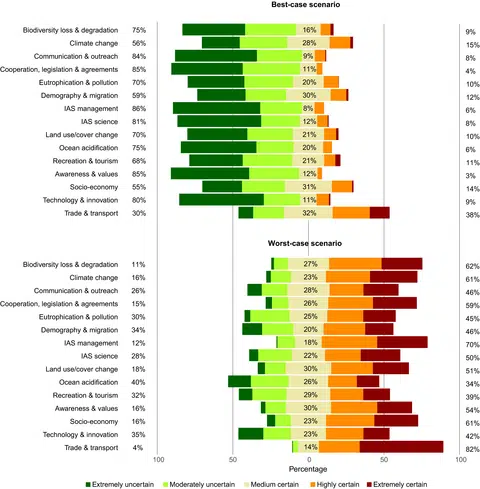 Best-case scenario
Biodiversity loss & degradation 75% 16% 9%
Climate change 56% 28% 15%
Communication & outreach 84% 9% 8%
Cooperation, legislation & agreements 85% 11% 4%
Eutrophication & pollution 70% 20% 10%
Demography & migration 59% 30% 12%
IAS management 86% 8% 6%
IAS science 81% 12% 8%
Land use/cover change 70% 21% 10%
Ocean acidification 75% 20% 6%
Recreation & tourism 68% 21% 11%
Awareness & values 85% 12% 3%
Socio-economy 55% 31% 14%
Technology & innovation 80% 11% 9%
Trade & transport 30% 32% 38%
Worst-case scenario
Biodiversity loss & degradation 11% 27% 62%
Climate change 16% 23% 61%
Communication & outreach 26% 28% 46%
Cooperation, legislation & agreements 15% 26% 59%
Eutrophication & pollution 30% 25% 45%
Demography & migration 34% 20% 46%
IAS management 12% 18% 70%
IAS science 28% 22% 50%
Land use/cover change 18% 30% 51%
Ocean acidification 40% 26% 34%
Recreation & tourism 32% 29% 39%
Awareness & values 16% 30% 54%
Socio-economy 16% 23% 61%
Technology & innovation 35% 23% 42%
Trade & transport 4% 14% 82%
100 50 0 50 100
Percentage
Extremely uncertain Moderately uncertain Medium certain Highly certain Extremely certain